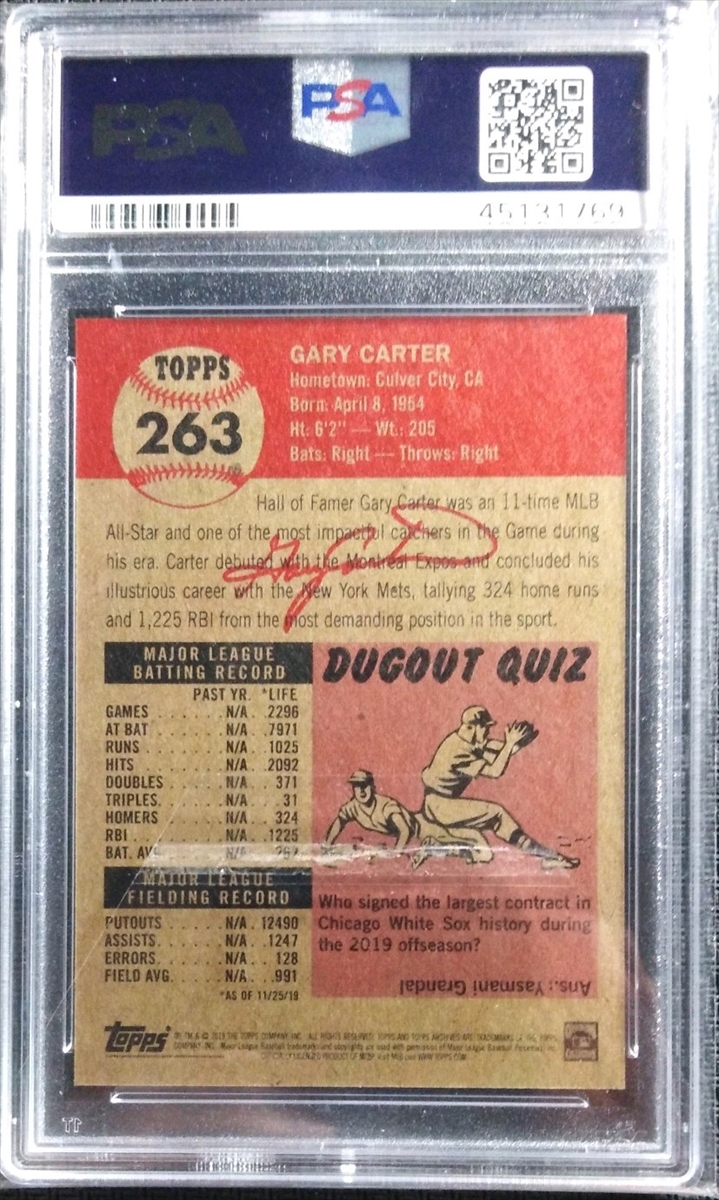 PSA
PSA
45131769
TOPPS
263
GARY CARTER
Hometown: Culver City, CA
Born: April 8, 1954
Ht: 6'2" — Wt.: 205
Bats: Right — Throws: Right
Hall of Famer Gary Carter was an 11-time MLB
All-Star and one of the most impactful catchers in the Game during
his era. Carter debuted with the Montreal Expos and concluded his
illustrious career with the New York Mets, tallying 324 home runs
and 1,225 RBI from the most demanding position in the sport.
MAJOR LEAGUE
BATTING RECORD
PAST YR. *LIFE
GAMES . . . . . . N/A . .2296
AT BAT . . . . . . N/A . .7971
RUNS . . . . . . . N/A . .1025
HITS . . . . . . . N/A . .2092
DOUBLES . . . . . N/A . . 371
TRIPLES. . . . . . N/A . . . 31
HOMERS . . . . . N/A . . 324
RBI . . . . . . . . N/A . .1225
BAT. AV N/A
MAJOR LEAGUE
FIELDING RECORD
PUTOUTS . . . . . N/A . . 12490
ASSISTS. . . . . . N/A . . 1247
ERRORS. . . . . . N/A . . 128
FIELD AVG. . . . . N/A . . .991
*AS OF 11/25/19
DUGOUT QUIZ
Who signed the largest contract in
Chicago White Sox history during
the 2019 offseason?
Ans.: Yasmani Grandal
topps